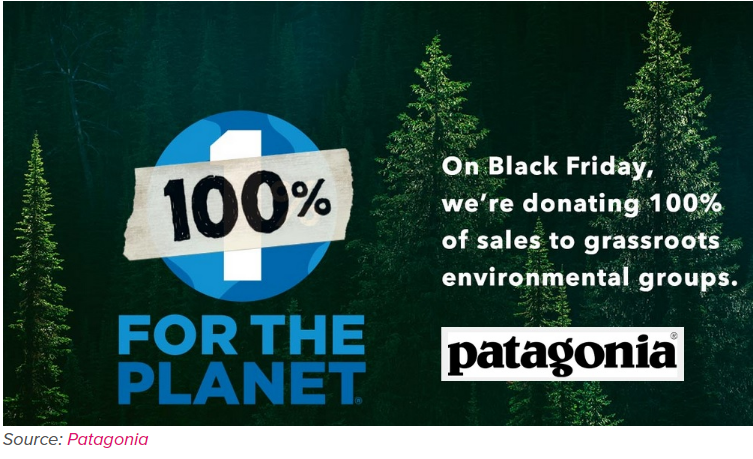 1
100%
FOR THE
PLANET®
On Black Friday,
we're donating 100%
of sales to grassroots
environmental groups.
patagonia®
Source: Patagonia